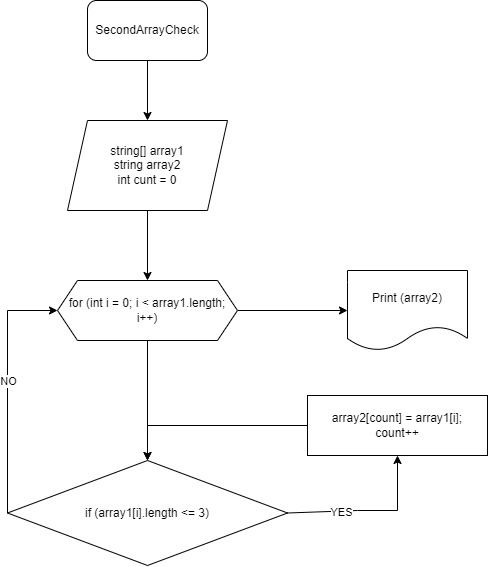 SecondArrayCheck
string[] array1
string array2
int cunt = 0
for (int i = 0; i < array1.length;
i++)
Print (array2)
NO
array2[count] = array1[i];
count++
if (array1[i].length <= 3)
YES